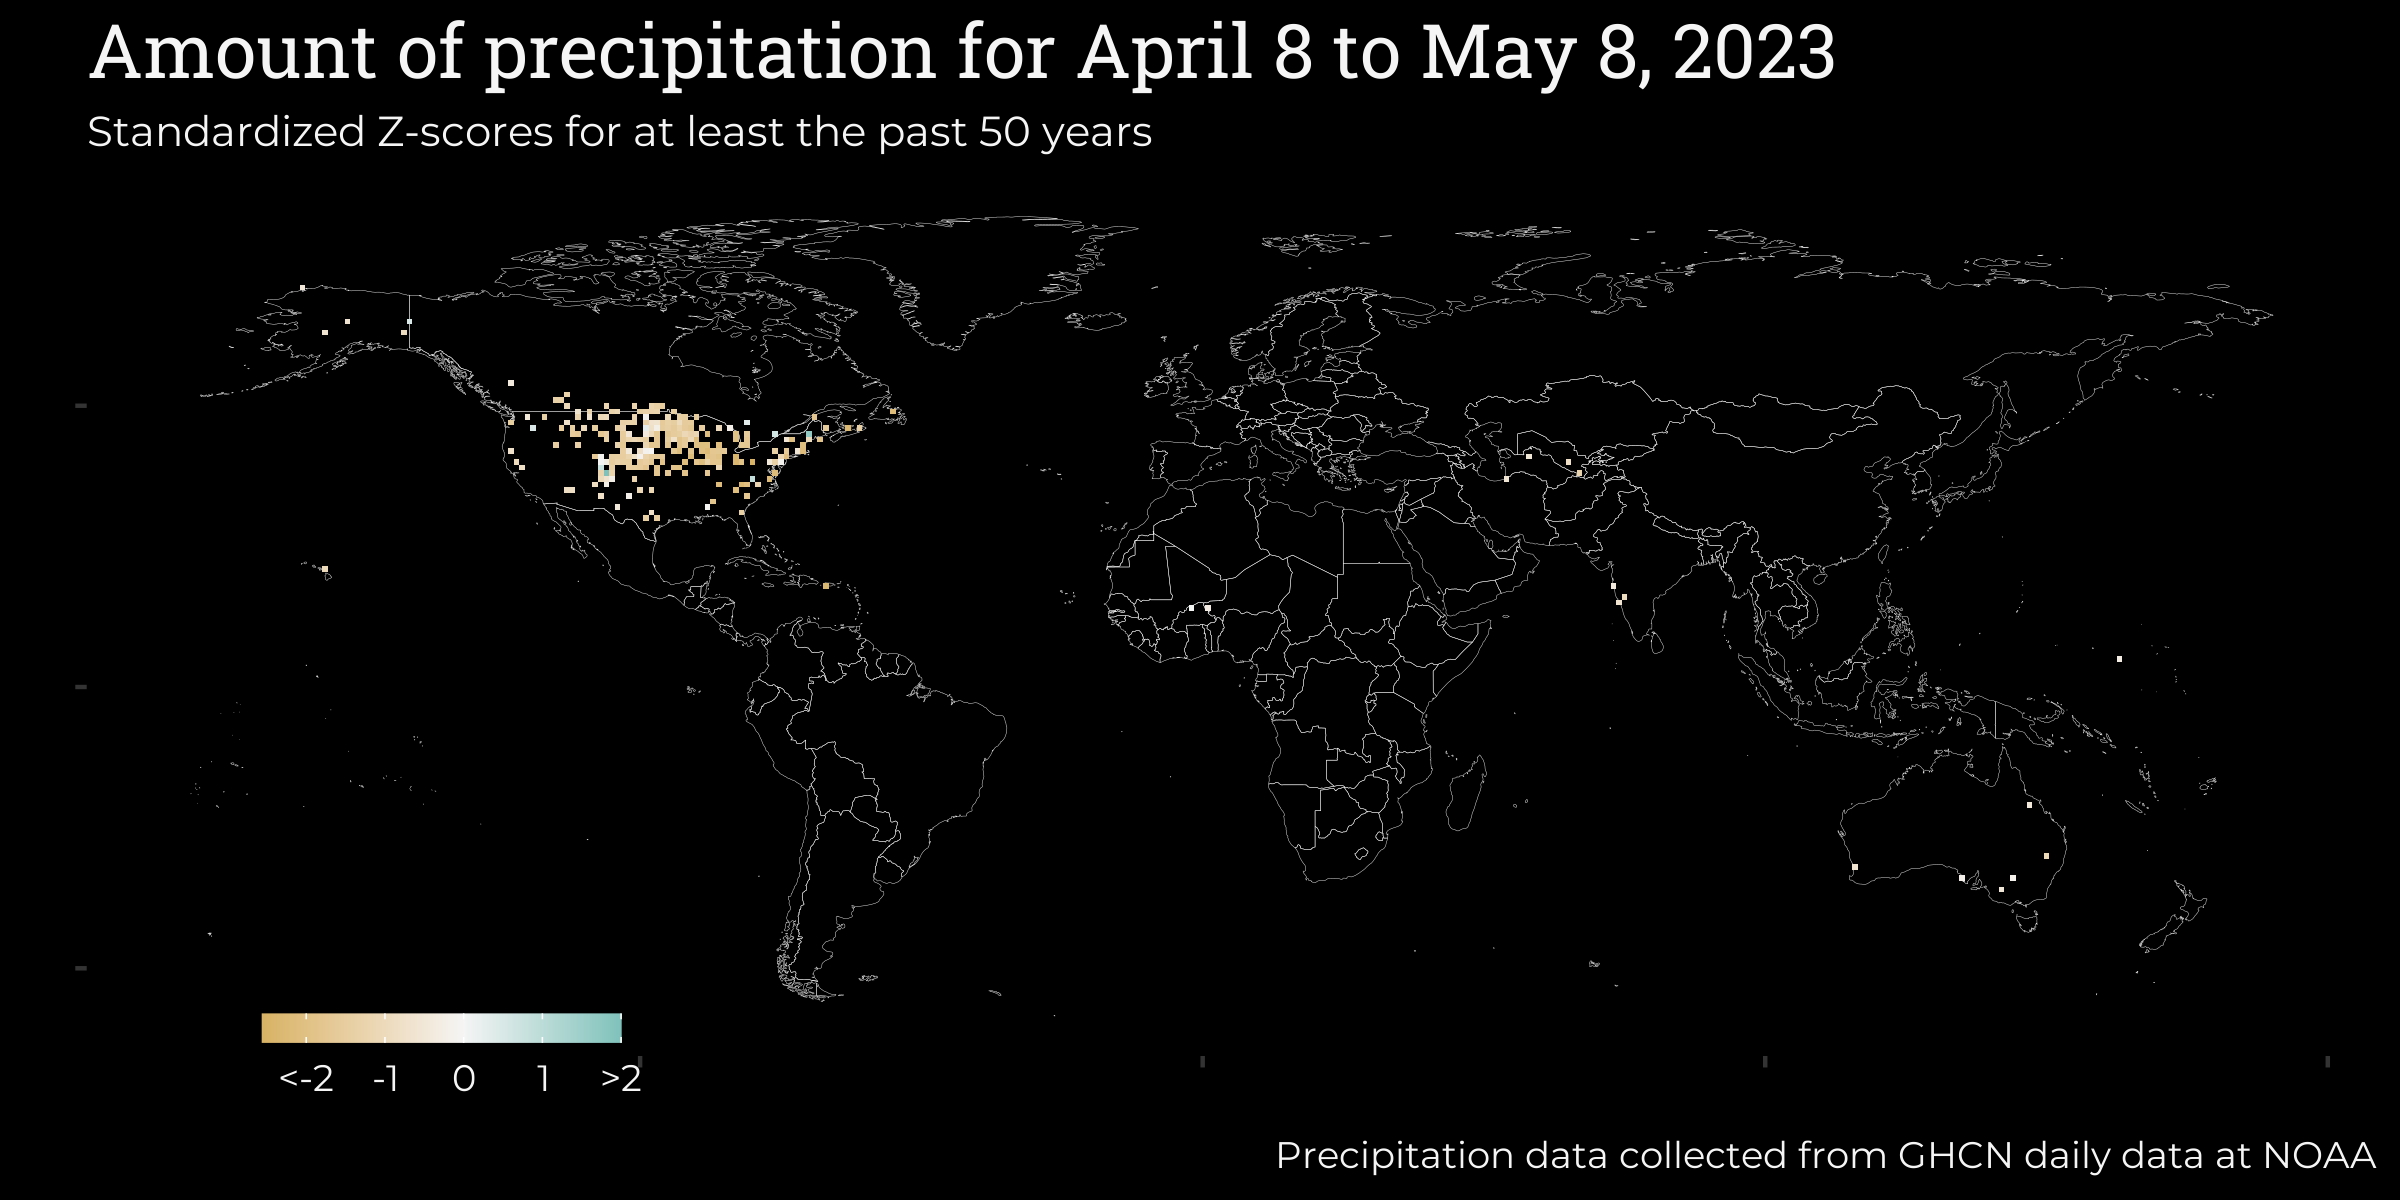 Amount of precipitation for April 8 to May 8, 2023
Standardized Z-scores for at least the past 50 years
<-2 -1 0 1 >2
Precipitation data collected from GHCN daily data at NOAA